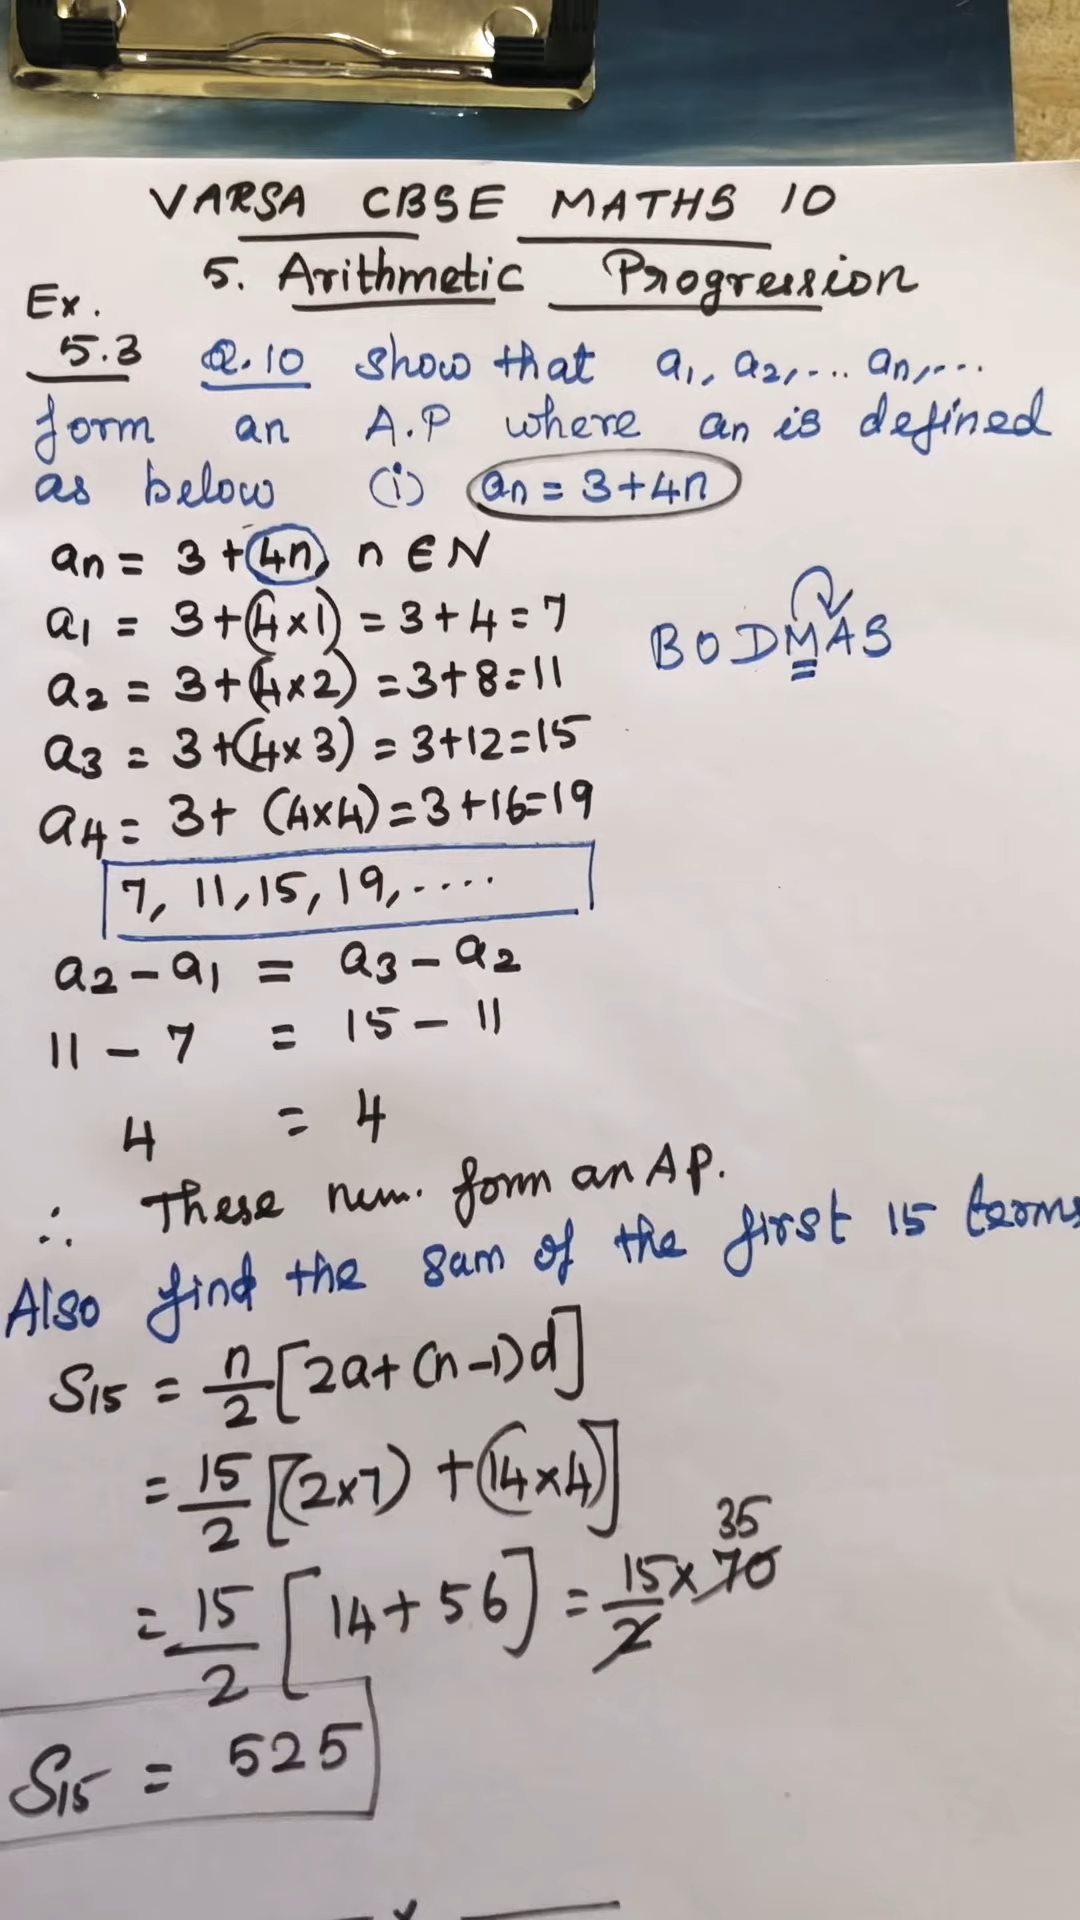 VARSA CBSE MATHS 10
5. Arithmetic Progression
Ex.
5.3 Q.10 show that a₁, a₂,... an,...
form an A.P where an is defined
as below (i) an = 3+4n
an = 3+4n, n ∈ N
a₁ = 3+(4×1) = 3+4=7
BODMAS
a₂ = 3+(4×2) =3+8=11
a₃ = 3+(4×3) = 3+12=15
a₄= 3+ (4×4)=3+16=19
7, 11,15, 19,....
a₂-a₁ = a₃-a₂
11-7 = 15-11
4 = 4
∴ These num. form an AP.
Also find the sum of the first 15 terms
S₁₅ = n/2 [2a+(n-1)d]
= 15/2 [(2×7) +(14×4)]
= 15/2 [14+56] = 15/2 × 70 35
S₁₅ = 525